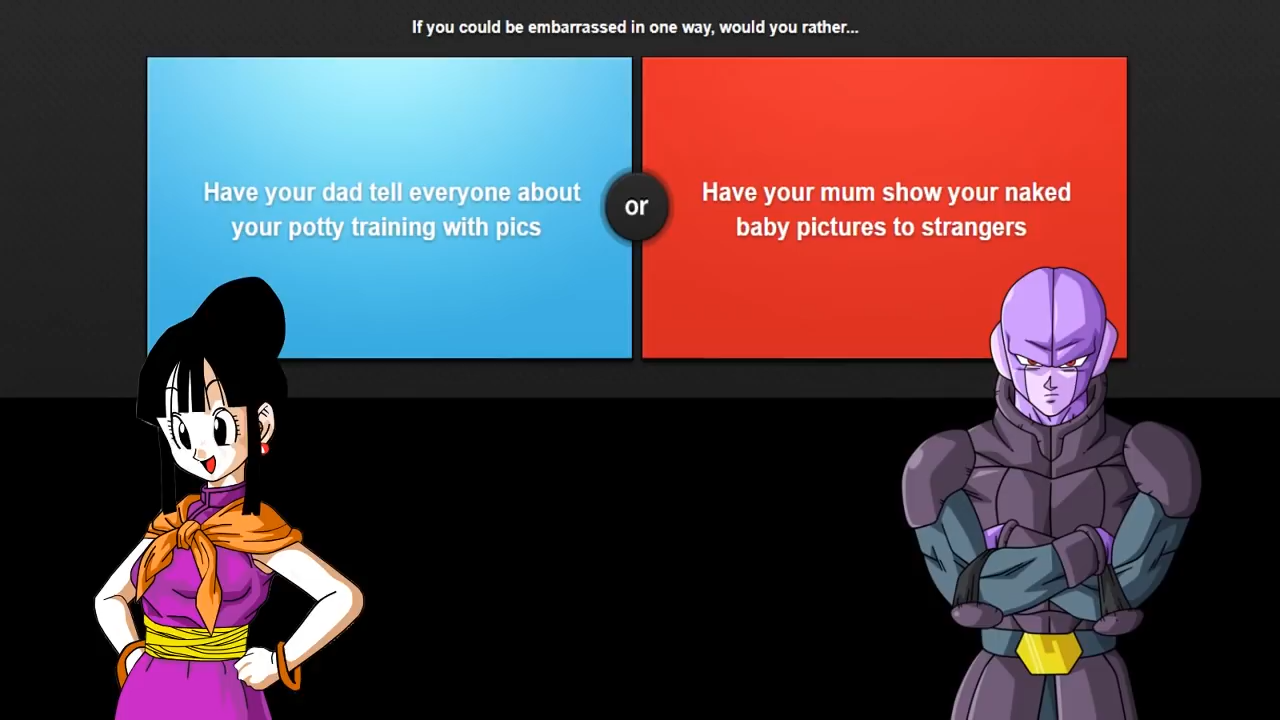 If you could be embarrassed in one way, would you rather...
Have your dad tell everyone about
your potty training with pics
or
Have your mum show your naked
baby pictures to strangers